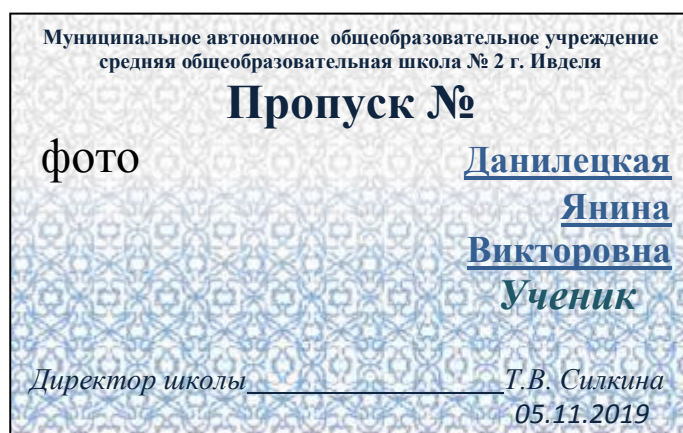 Муниципальное автономное общеобразовательное учреждение
средняя общеобразовательная школа № 2 г. Ивделя
Пропуск №
фото
Данилецкая
Янина
Викторовна
Ученик
Директор школы___________________Т.В. Силкина
05.11.2019